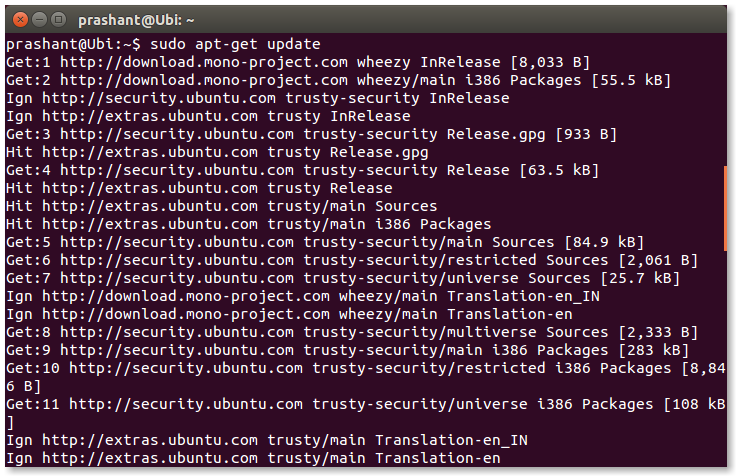 prashant@Ubi: ~
prashant@Ubi:~$ sudo apt-get update
Get:1 http://download.mono-project.com wheezy InRelease [8,033 B]
Get:2 http://download.mono-project.com wheezy/main i386 Packages [55.5 kB]
Ign http://security.ubuntu.com trusty-security InRelease
Ign http://extras.ubuntu.com trusty InRelease
Get:3 http://security.ubuntu.com trusty-security Release.gpg [933 B]
Hit http://extras.ubuntu.com trusty Release.gpg
Get:4 http://security.ubuntu.com trusty-security Release [63.5 kB]
Hit http://extras.ubuntu.com trusty Release
Hit http://extras.ubuntu.com trusty/main Sources
Hit http://extras.ubuntu.com trusty/main i386 Packages
Get:5 http://security.ubuntu.com trusty-security/main Sources [84.9 kB]
Get:6 http://security.ubuntu.com trusty-security/restricted Sources [2,061 B]
Get:7 http://security.ubuntu.com trusty-security/universe Sources [25.7 kB]
Ign http://download.mono-project.com wheezy/main Translation-en_IN
Ign http://download.mono-project.com wheezy/main Translation-en
Get:8 http://security.ubuntu.com trusty-security/multiverse Sources [2,333 B]
Get:9 http://security.ubuntu.com trusty-security/main i386 Packages [283 kB]
Get:10 http://security.ubuntu.com trusty-security/restricted i386 Packages [8,84
6 B]
Get:11 http://security.ubuntu.com trusty-security/universe i386 Packages [108 kB
]
Ign http://extras.ubuntu.com trusty/main Translation-en_IN
Ign http://extras.ubuntu.com trusty/main Translation-en